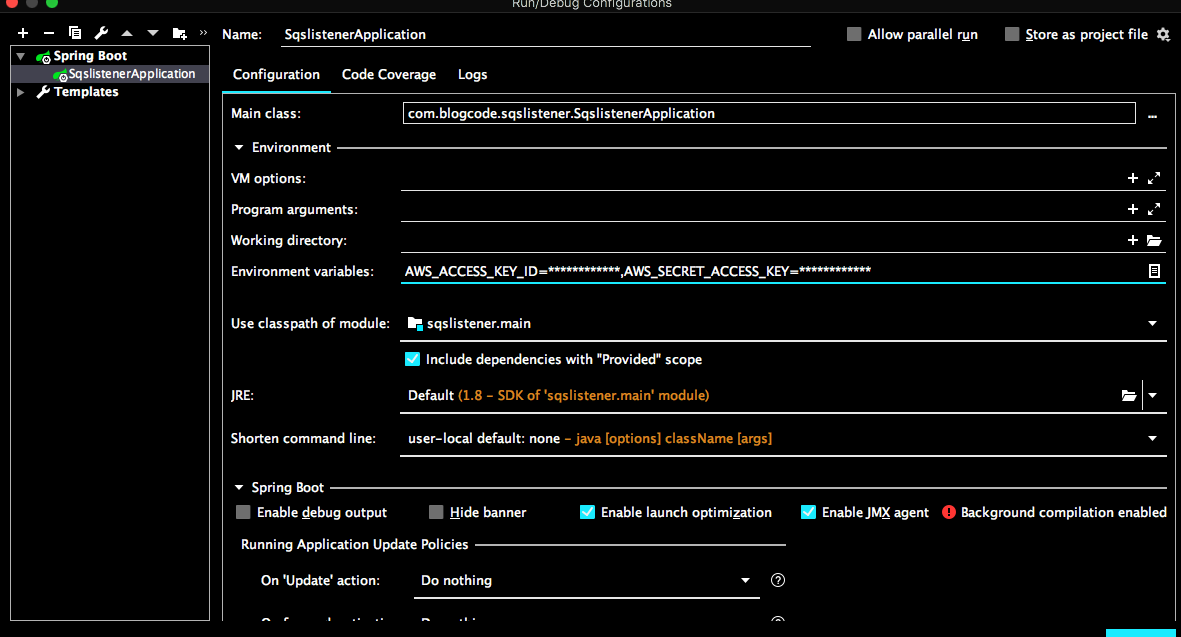 Run/Debug Configurations
Name: SqslistenerApplication Allow parallel run Store as project file
Spring Boot
SqslistenerApplication
Templates
Configuration Code Coverage Logs
Main class: com.blogcode.sqslistener.SqslistenerApplication ...
Environment
VM options:
Program arguments:
Working directory:
Environment variables: AWS_ACCESS_KEY_ID=************,AWS_SECRET_ACCESS_KEY=************
Use classpath of module: sqslistener.main
Include dependencies with "Provided" scope
JRE: Default (1.8 – SDK of 'sqslistener.main' module)
Shorten command line: user-local default: none – java [options] className [args]
Spring Boot
Enable debug output Hide banner Enable launch optimization Enable JMX agent Background compilation enabled
Running Application Update Policies
On 'Update' action: Do nothing